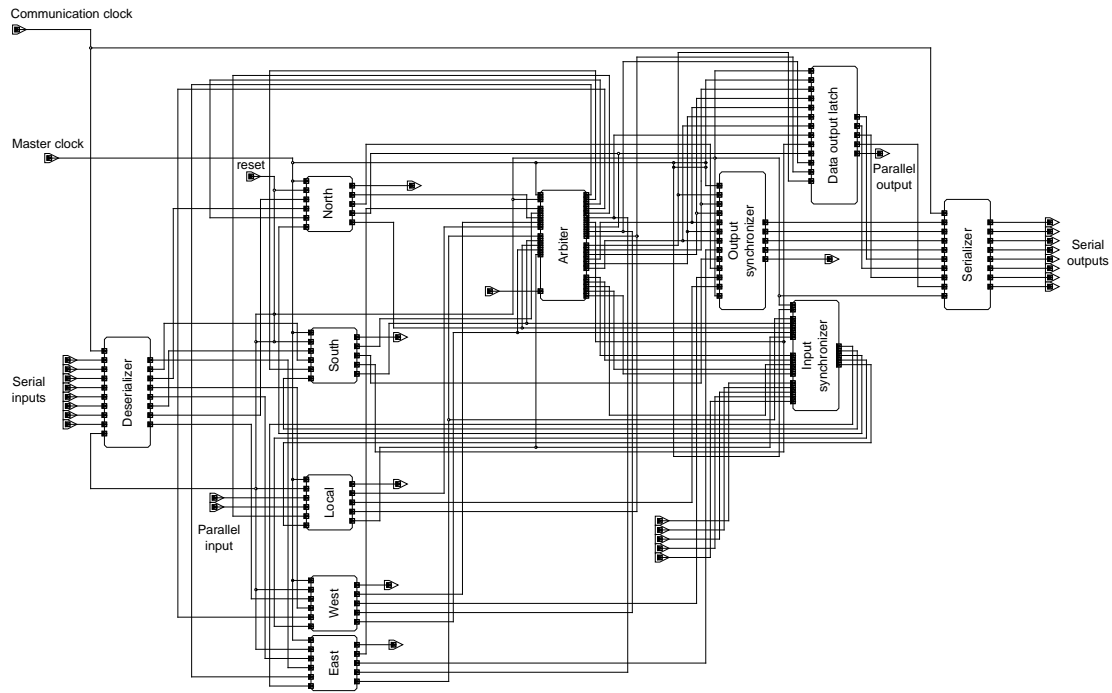 Communication clock
Master clock
reset
North
Arbiter
Data output latch
Parallel
output
Output
synchronizer
Serializer
Serial
outputs
South
Input
synchronizer
Serial
inputs
Deserializer
Local
Parallel
input
West
East